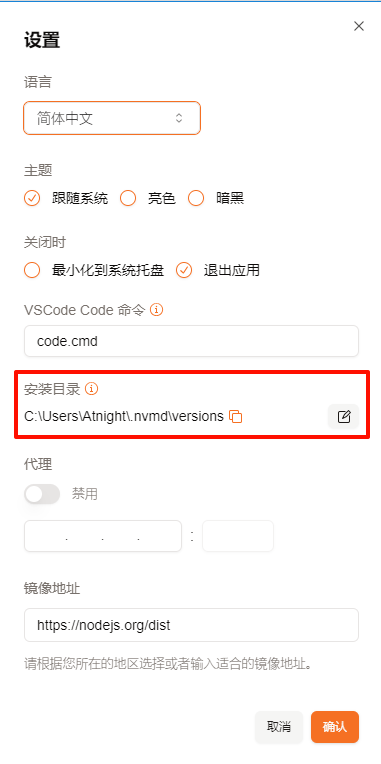 设置
语言
简体中文
主题
跟随系统 亮色 暗黑
关闭时
最小化到系统托盘 退出应用
VSCode Code 命令
code.cmd
安装目录
C:\Users\Atnight\.nvmd\versions
代理
禁用
. . . :
镜像地址
https://nodejs.org/dist
请根据您所在的地区选择或者输入适合的镜像地址。
取消 确认